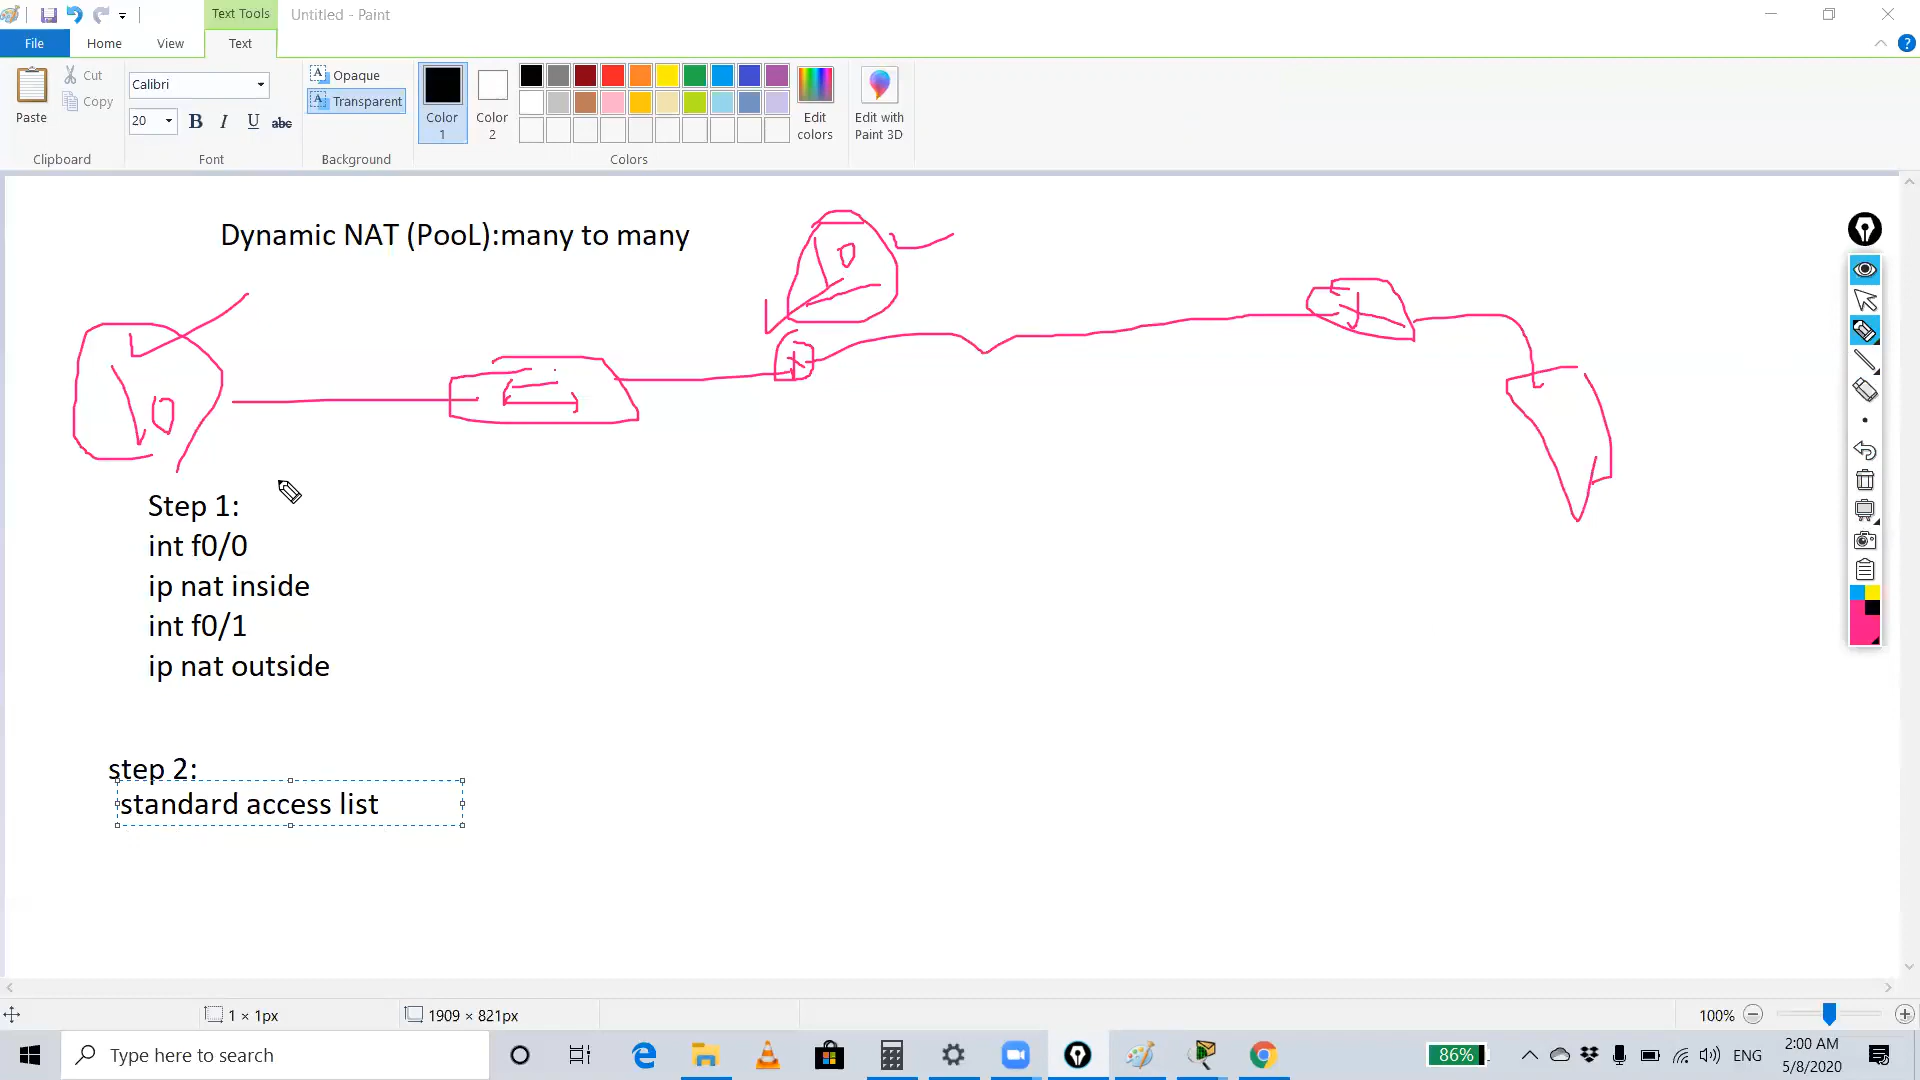 Text Tools
Untitled - Paint
File
Home
View
Text
Paste
Cut
Copy
Clipboard
Calibri
20
B I U abc
Font
Opaque
Transparent
Background
Color 1
Color 2
Edit colors
Colors
Edit with Paint 3D
Dynamic NAT (PooL):many to many
10
10
Step 1:
int f0/0
ip nat inside
int f0/1
ip nat outside
step 2:
standard access list
1 × 1px
1909 × 821px
100%
Type here to search
86%
ENG
2:00 AM
5/8/2020